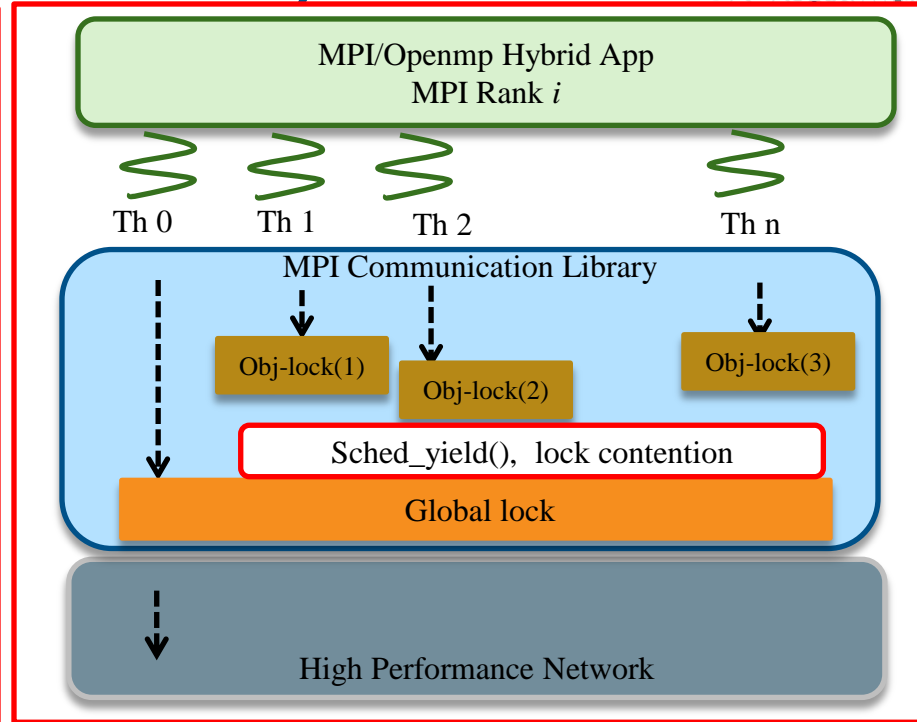 MPI/Openmp Hybrid App
MPI Rank i
Th 0 Th 1 Th 2 Th n
MPI Communication Library
Obj-lock(1) Obj-lock(2) Obj-lock(3)
Sched_yield(), lock contention
Global lock
High Performance Network